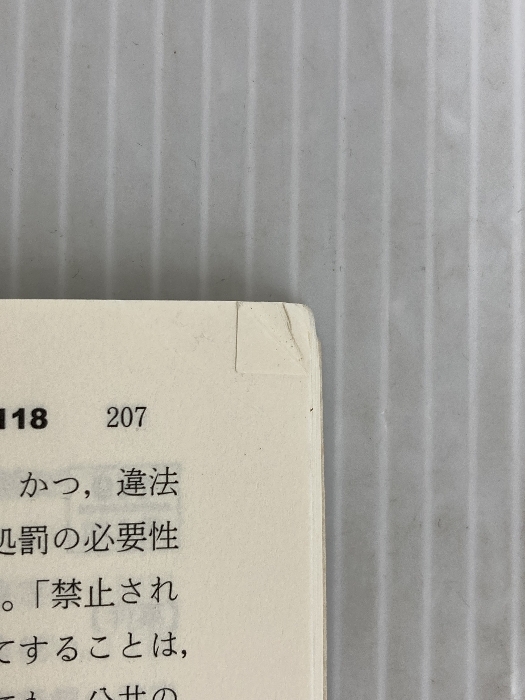 118 207
かつ，違法
処罰の必要性
。「禁止され
てすることは，